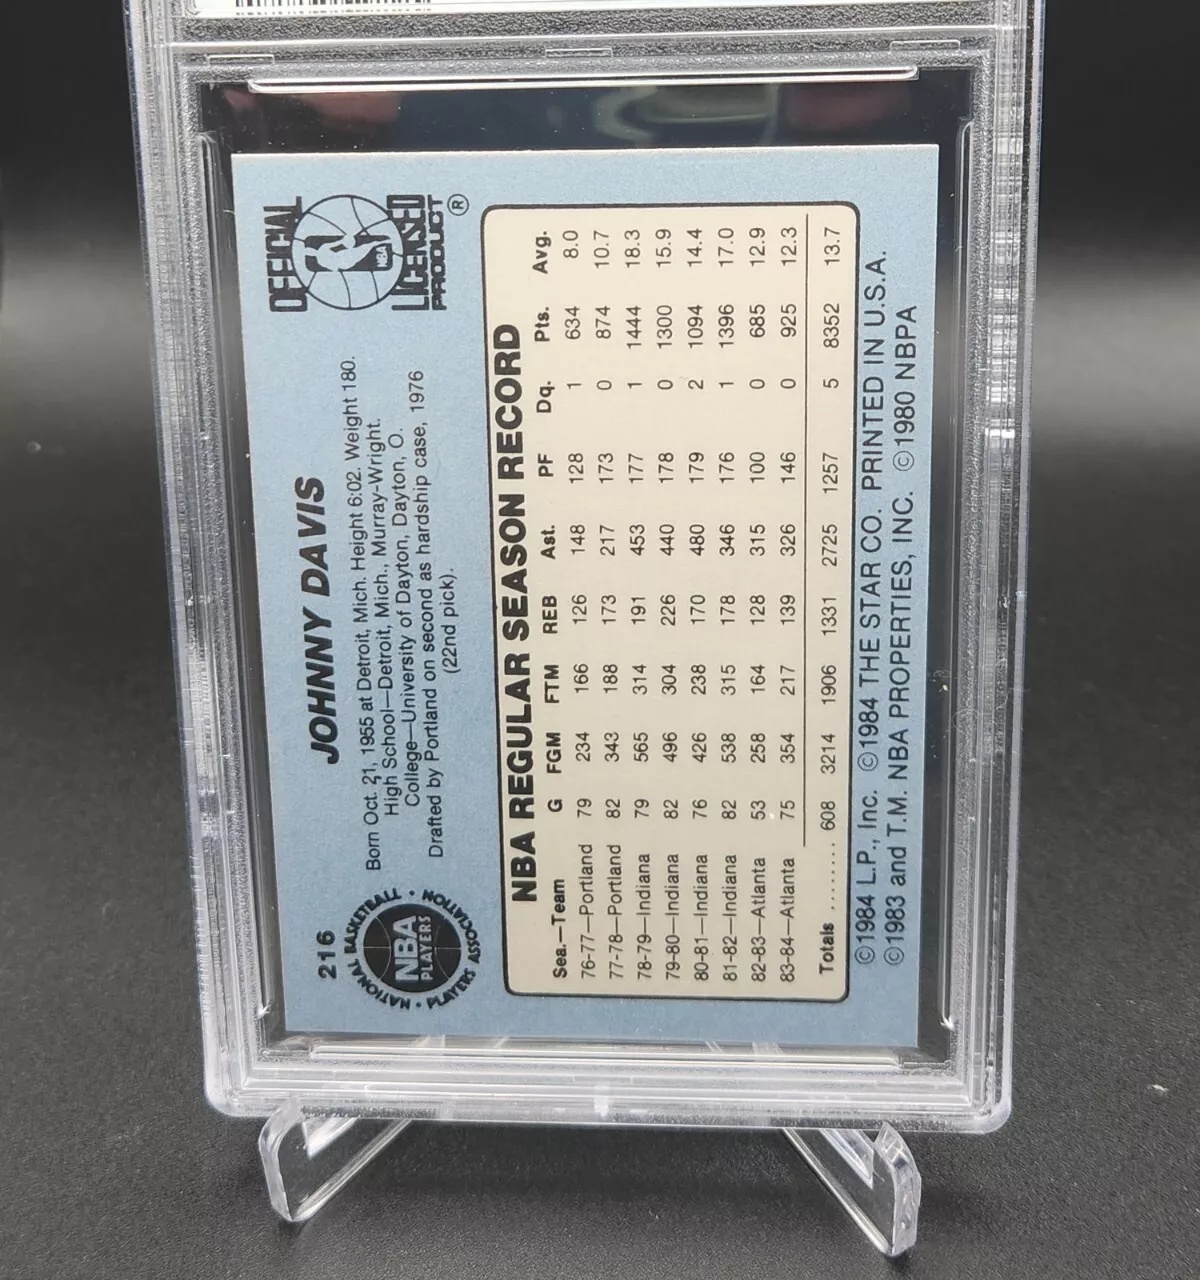 216
JOHNNY DAVIS
Born Oct. 21, 1955 at Detroit, Mich. Height 6:02. Weight 180.
High School—Detroit, Mich., Murray-Wright.
College—University of Dayton, Dayton, O.
Drafted by Portland on second as hardship case, 1976
(22nd pick).
NATIONAL BASKETBALL
NBA
PLAYERS
• PLAYERS ASSOCIATION •
OFFICIAL
NBA
LICENSED
PRODUCT
®
NBA REGULAR SEASON RECORD
Sea.—Team G FGM FTM REB Ast. PF Dq. Pts. Avg.
76-77—Portland 79 234 166 126 148 128 1 634 8.0
77-78—Portland 82 343 188 173 217 173 0 874 10.7
78-79—Indiana 79 565 314 191 453 177 1 1444 18.3
79-80—Indiana 82 496 304 226 440 178 0 1300 15.9
80-81—Indiana 76 426 238 170 480 179 2 1094 14.4
81-82—Indiana 82 538 315 178 346 176 1 1396 17.0
82-83—Atlanta 53 258 164 128 315 100 0 685 12.9
83-84—Atlanta 75 354 217 139 326 146 0 925 12.3
Totals ........ 608 3214 1906 1331 2725 1257 5 8352 13.7
©1984 L.P., Inc. ©1984 THE STAR CO. PRINTED IN U.S.A.
©1983 and T.M. NBA PROPERTIES, INC. ©1980 NBPA